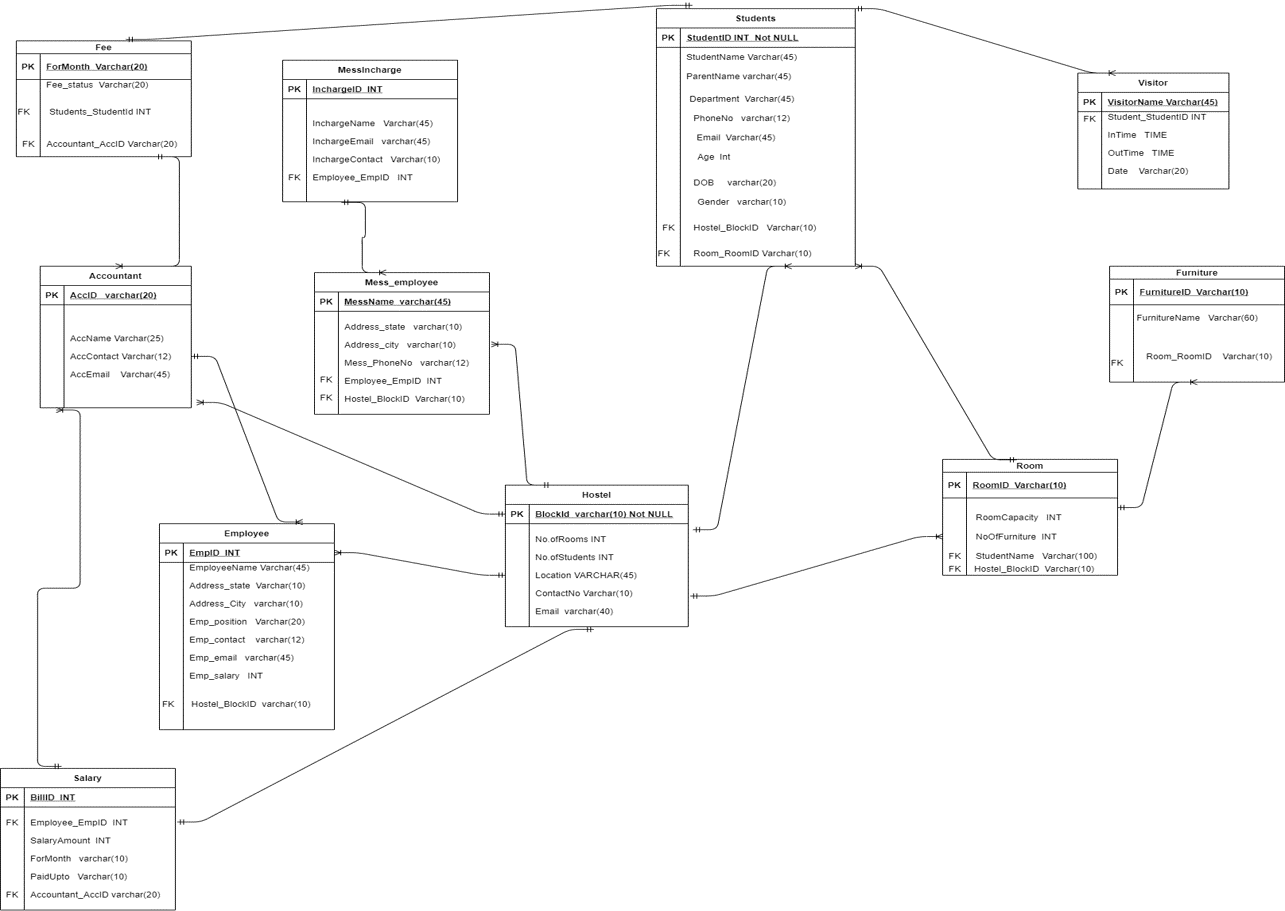 Fee
PK ForMonth Varchar(20)
Fee_status Varchar(20)
FK Students_StudentId INT
FK Accountant_AccID Varchar(20)
MessIncharge
PK InchargeID INT
InchargeName Varchar(45)
InchargeEmail varchar(45)
InchargeContact Varchar(10)
FK Employee_EmpID INT
Students
PK StudentID INT Not NULL
StudentName Varchar(45)
ParentName varchar(45)
Department Varchar(45)
PhoneNo varchar(12)
Email Varchar(45)
Age Int
DOB varchar(20)
Gender varchar(10)
FK Hostel_BlockID Varchar(10)
FK Room_RoomID Varchar(10)
Visitor
PK VisitorName Varchar(45)
FK Student_StudentID INT
InTime TIME
OutTime TIME
Date Varchar(20)
Accountant
PK AccID varchar(20)
AccName Varchar(25)
AccContact Varchar(12)
AccEmail Varchar(45)
Mess_employee
PK MessName varchar(45)
Address_state varchar(10)
Address_city varchar(10)
Mess_PhoneNo varchar(12)
FK Employee_EmpID INT
FK Hostel_BlockID Varchar(10)
Furniture
PK FurnitureID Varchar(10)
FurnitureName Varchar(60)
FK Room_RoomID Varchar(10)
Hostel
PK BlockId varchar(10) Not NULL
No.ofRooms INT
No.ofStudents INT
Location VARCHAR(45)
ContactNo Varchar(10)
Email varchar(40)
Room
PK RoomID Varchar(10)
RoomCapacity INT
NoOfFurniture INT
FK StudentName Varchar(100)
FK Hostel_BlockID Varchar(10)
Employee
PK EmpID INT
EmployeeName Varchar(45)
Address_state Varchar(10)
Address_City varchar(10)
Emp_position Varchar(20)
Emp_contact varchar(12)
Emp_email varchar(45)
Emp_salary INT
FK Hostel_BlockID varchar(10)
Salary
PK BillID INT
FK Employee_EmpID INT
SalaryAmount INT
ForMonth varchar(10)
PaidUpto Varchar(10)
FK Accountant_AccID varchar(20)